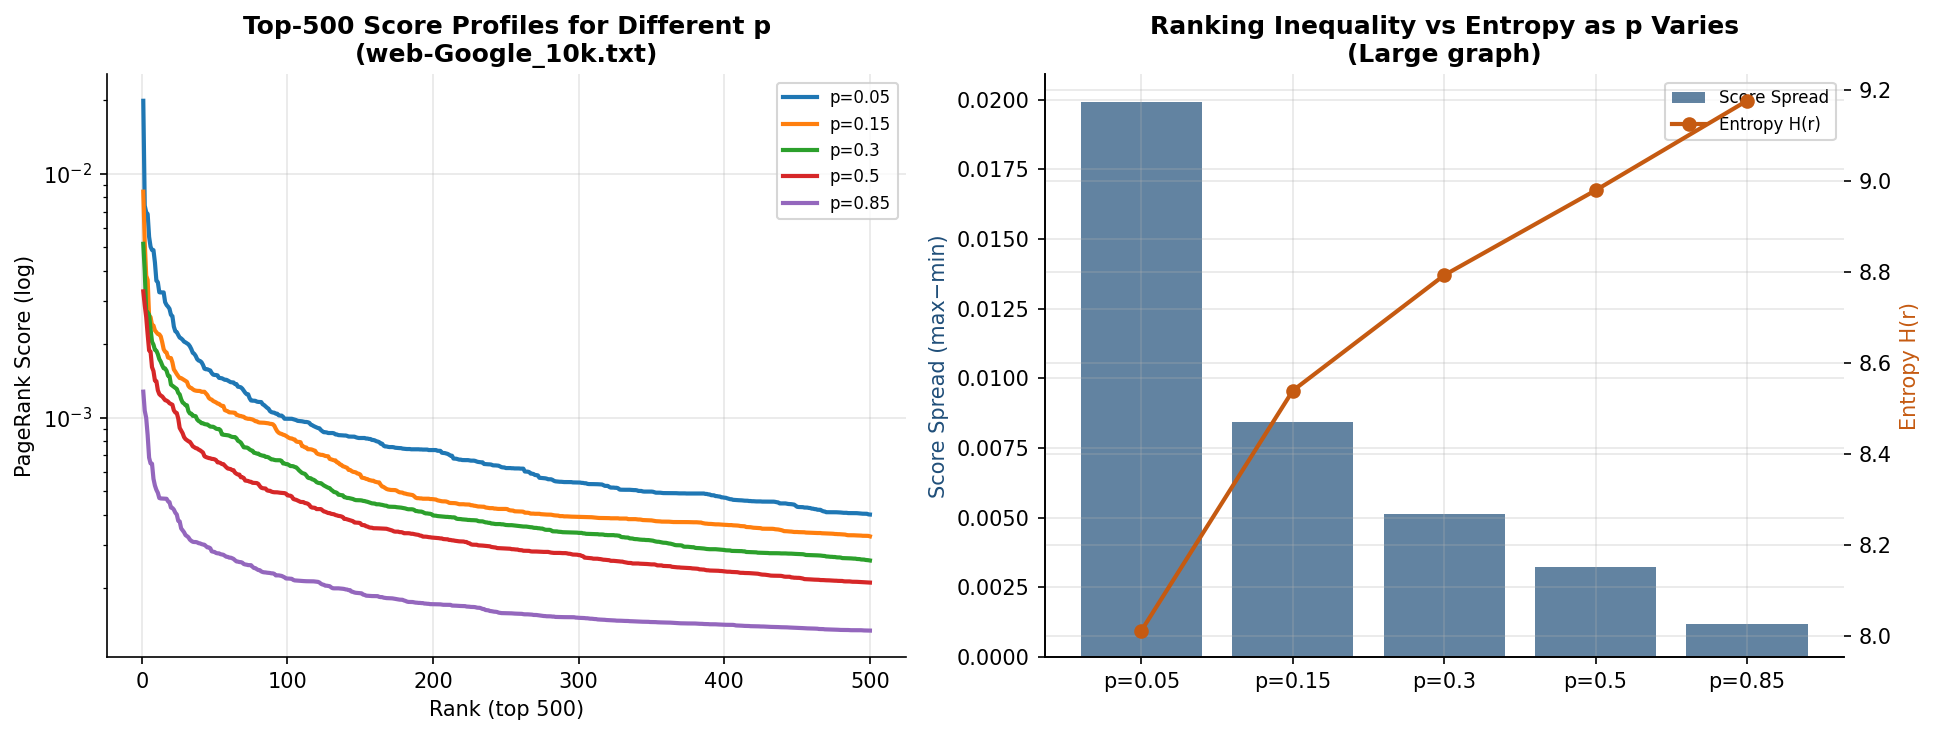 Top-500 Score Profiles for Different p
(web-Google_10k.txt)
PageRank Score (log)
10⁻²
10⁻³
0
100
200
300
400
500
Rank (top 500)
p=0.05
p=0.15
p=0.3
p=0.5
p=0.85
Ranking Inequality vs Entropy as p Varies
(Large graph)
Score Spread (max−min)
0.0200
0.0175
0.0150
0.0125
0.0100
0.0075
0.0050
0.0025
0.0000
p=0.05
p=0.15
p=0.3
p=0.5
p=0.85
Score Spread
Entropy H(r)
9.2
9.0
8.8
8.6
8.4
8.2
8.0
Entropy H(r)